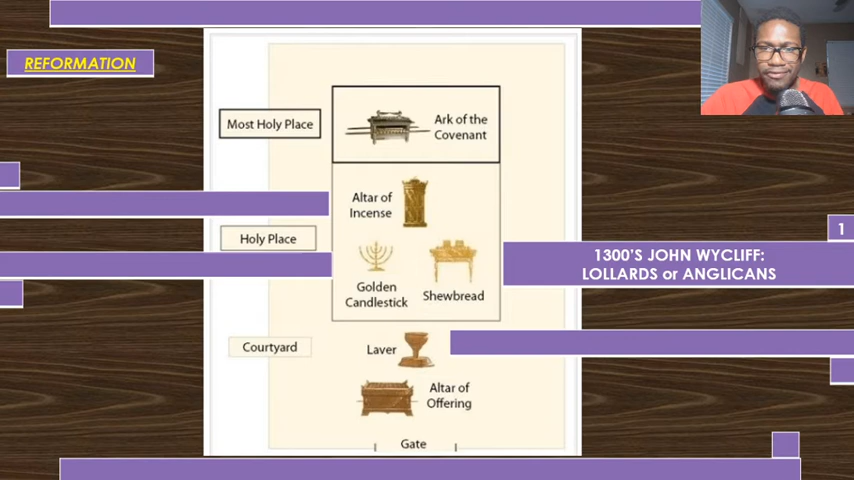 REFORMATION
Most Holy Place
Ark of the
Covenant
Altar of
Incense
Holy Place
Golden
Candlestick
Shewbread
1
1300'S JOHN WYCLIF:
LOLLARDS or ANGLICANS
Courtyard
Laver
Altar of
Offering
Gate